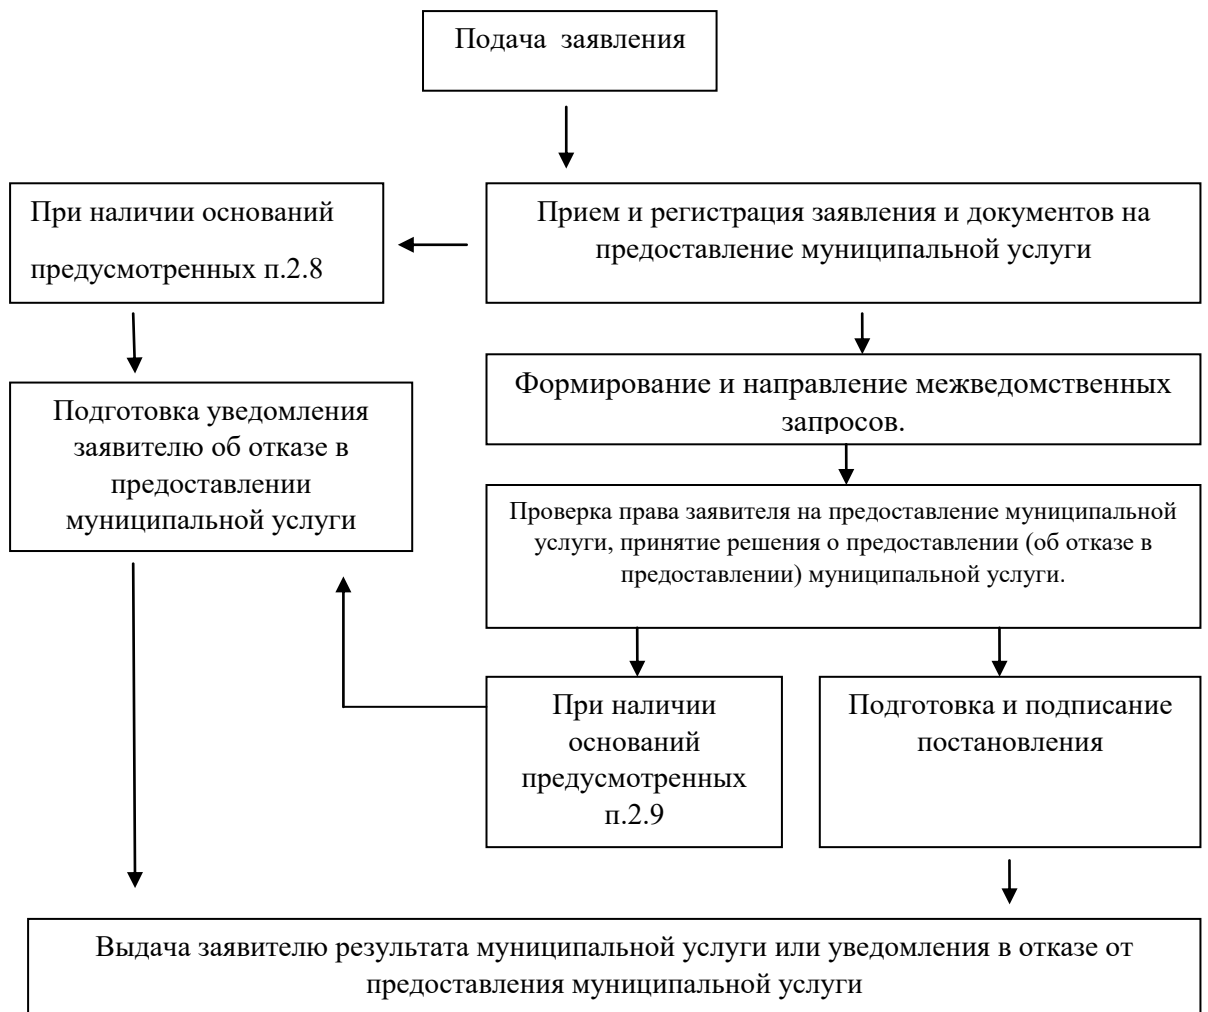 Подача заявления
При наличии оснований
предусмотренных п.2.8
Прием и регистрация заявления и документов на
предоставление муниципальной услуги
Формирование и направление межведомственных
запросов.
Подготовка уведомления
заявителю об отказе в
предоставлении
муниципальной услуги
Проверка права заявителя на предоставление муниципальной
услуги, принятие решения о предоставлении (об отказе в
предоставлении) муниципальной услуги.
При наличии
оснований
предусмотренных
п.2.9
Подготовка и подписание
постановления
Выдача заявителю результата муниципальной услуги или уведомления в отказе от
предоставления муниципальной услуги